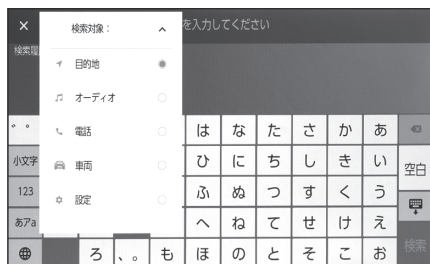 検索対象：
を入力してください
検索履
目的地
オーディオ
電話
車両
設定
゛゜
は な た さ か あ
小文字
ひ に ち し き い
空白
123
ふ ぬ つ す く う
あアa
へ ね て せ け え
ろ 、。 も ほ の と そ こ お
検索